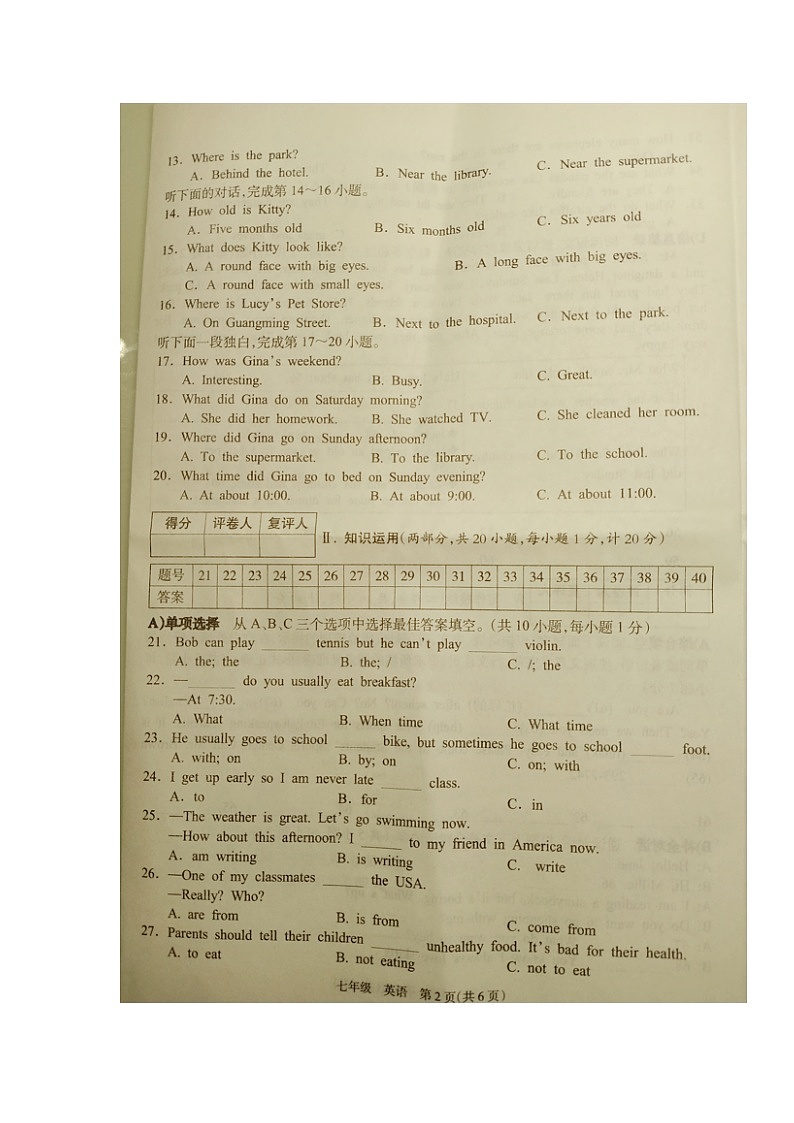 13. Where is the park?
A. Behind the hotel. B. Near the library. C. Near the supermarket.
听下面的对话,完成第 14～16 小题。
14. How old is Kitty?
A. Five months old B. Six months old C. Six years old
15. What does Kitty look like?
A. A round face with big eyes. B. A long face with big eyes.
C. A round face with small eyes.
16. Where is Lucy's Pet Store?
A. On Guangming Street. B. Next to the hospital. C. Next to the park.
听下面一段独白,完成第 17～20 小题。
17. How was Gina's weekend?
A. Interesting. B. Busy. C. Great.
18. What did Gina do on Saturday morning?
A. She did her homework. B. She watched TV. C. She cleaned her room.
19. Where did Gina go on Sunday afternoon?
A. To the supermarket. B. To the library. C. To the school.
20. What time did Gina go to bed on Sunday evening?
A. At about 10:00. B. At about 9:00. C. At about 11:00.
得分 评卷人 复评人
Ⅱ. 知识运用(两部分,共 20 小题,每小题 1 分,计 20 分)
题号 21 22 23 24 25 26 27 28 29 30 31 32 33 34 35 36 37 38 39 40
答案
A)单项选择 从 A、B、C 三个选项中选择最佳答案填空。(共 10 小题,每小题 1 分)
21. Bob can play ______ tennis but he can't play ______ violin.
A. the; the B. the; / C. /; the
22. —______ do you usually eat breakfast?
—At 7:30.
A. What B. When time C. What time
23. He usually goes to school ______ bike, but sometimes he goes to school ______ foot.
A. with; on B. by; on C. on; with
24. I get up early so I am never late ______ class.
A. to B. for C. in
25. —The weather is great. Let's go swimming now.
—How about this afternoon? I ______ to my friend in America now.
A. am writing B. is writing C. write
26. —One of my classmates ______ the USA.
—Really? Who?
A. are from B. is from C. come from
27. Parents should tell their children ______ unhealthy food. It's bad for their health.
A. to eat B. not eating C. not to eat
七年级 英语 第 2 页(共 6 页)